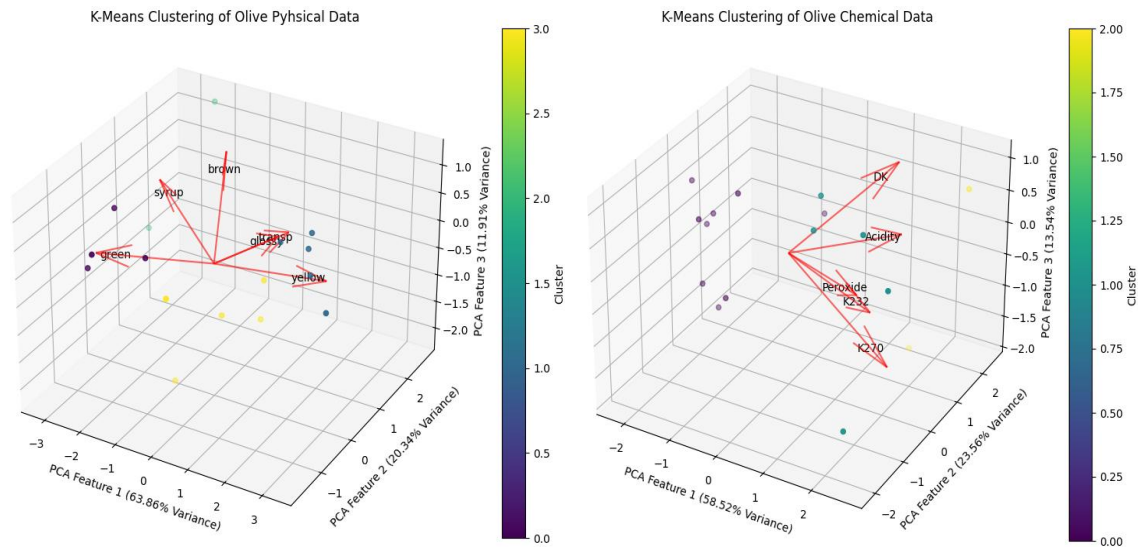 K-Means Clustering of Olive Pyhsical Data
brown
syrup
green
transp
glossy
yellow
1.0
0.5
0.0
−0.5
−1.0
−1.5
−2.0
PCA Feature 3 (11.91% Variance)
−3
−2
−1
0
1
2
3
PCA Feature 1 (63.86% Variance)
−1
0
1
2
PCA Feature 2 (20.34% Variance)
3.0
2.5
2.0
1.5
1.0
0.5
0.0
Cluster
K-Means Clustering of Olive Chemical Data
DK
Acidity
Peroxide
K232
K270
1.0
0.5
0.0
−0.5
−1.0
−1.5
−2.0
PCA Feature 3 (13.54% Variance)
−2
−1
0
1
2
PCA Feature 1 (58.52% Variance)
−2
−1
0
1
2
PCA Feature 2 (23.56% Variance)
2.00
1.75
1.50
1.25
1.00
0.75
0.50
0.25
0.00
Cluster